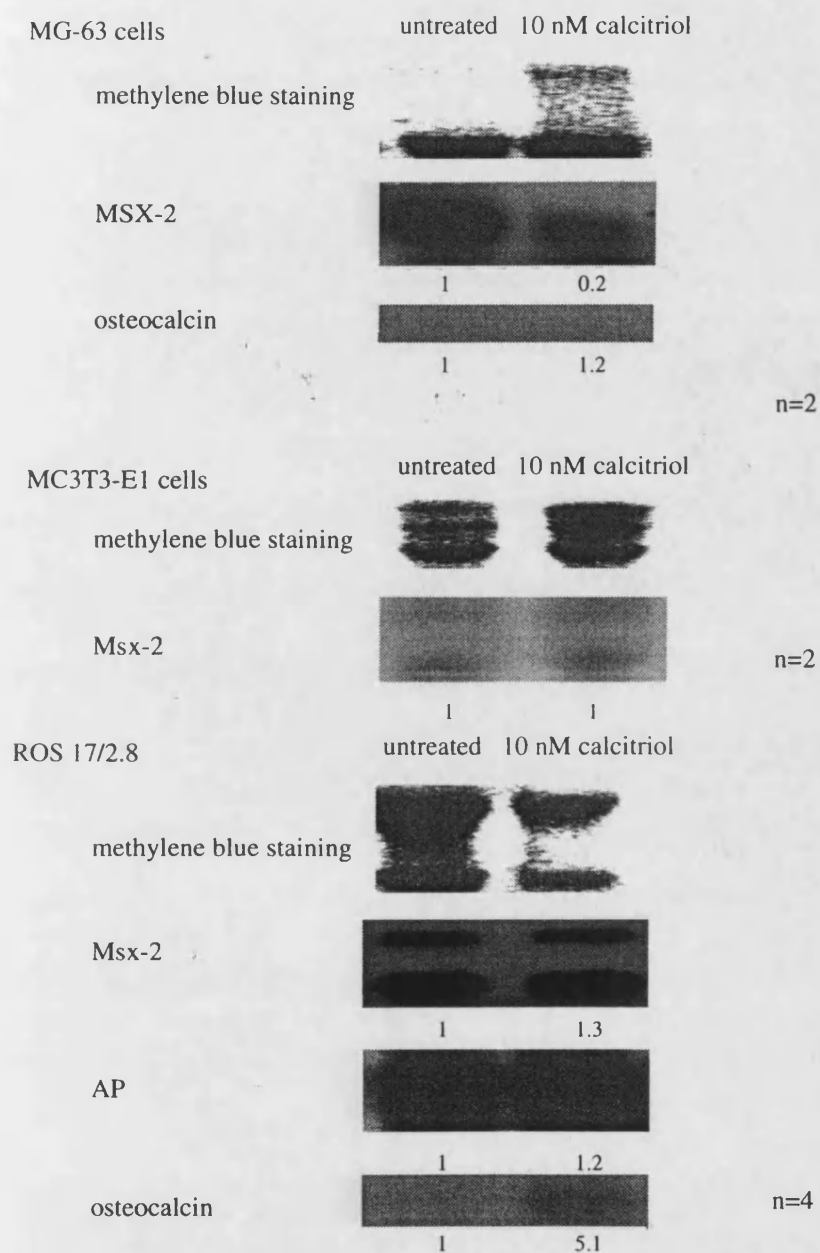 MG-63 cells
untreated 10 nM calcitriol
methylene blue staining
MSX-2
1 0.2
osteocalcin
1 1.2
n=2
untreated 10 nM calcitriol
MC3T3-E1 cells
methylene blue staining
Msx-2
n=2
1 1
untreated 10 nM calcitriol
ROS 17/2.8
methylene blue staining
Msx-2
1 1.3
AP
1 1.2
osteocalcin
n=4
1 5.1